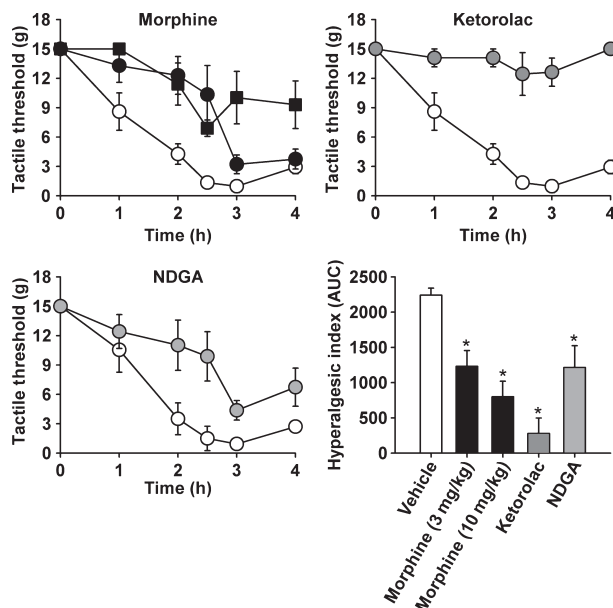 Morphine
Tactile threshold (g)
18
15
12
9
6
3
0
0 1 2 3 4
Time (h)
Ketorolac
Tactile threshold (g)
18
15
12
9
6
3
0
0 1 2 3 4
Time (h)
NDGA
Tactile threshold (g)
18
15
12
9
6
3
0
0 1 2 3 4
Time (h)
Hyperalgesic index (AUC)
2500
2000
1500
1000
500
0
* * * *
Vehicle
Morphine (3 mg/kg)
Morphine (10 mg/kg)
Ketorolac
NDGA